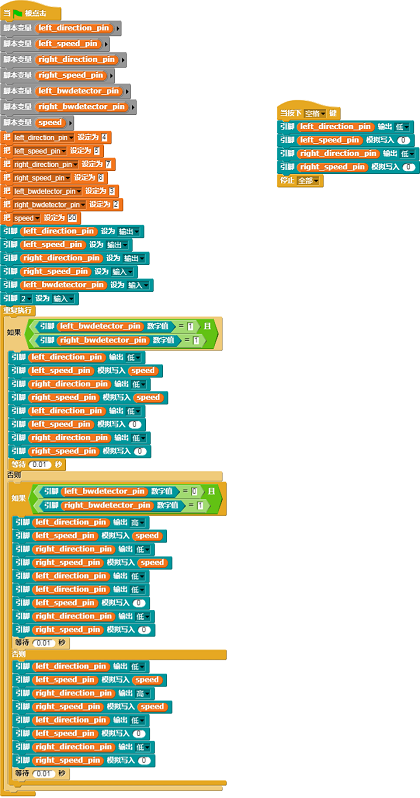 当 被点击
脚本变量 left_direction_pin
脚本变量 left_speed_pin
脚本变量 right_direction_pin
脚本变量 right_speed_pin
脚本变量 left_bwdetector_pin
脚本变量 right_bwdetector_pin
脚本变量 speed
把 left_direction_pin 设定为 4
把 left_speed_pin 设定为 5
把 right_direction_pin 设定为 7
把 right_speed_pin 设定为 6
把 left_bwdetector_pin 设定为 3
把 right_bwdetector_pin 设定为 2
把 speed 设定为 50
引脚 left_direction_pin 设为 输出
引脚 left_speed_pin 设为 输出
引脚 right_direction_pin 设为 输出
引脚 right_speed_pin 设为 输入
引脚 left_bwdetector_pin 设为 输入
引脚 2 设为 输入
重复执行
如果 引脚 left_bwdetector_pin 数字值 = 1 且
引脚 right_bwdetector_pin 数字值 = 1
引脚 left_direction_pin 输出 低
引脚 left_speed_pin 模拟写入 speed
引脚 right_direction_pin 输出 低
引脚 right_speed_pin 模拟写入 speed
引脚 left_direction_pin 输出 低
引脚 left_speed_pin 模拟写入 0
引脚 right_direction_pin 输出 低
引脚 right_speed_pin 模拟写入 0
等待 0.01 秒
否则
如果 引脚 left_bwdetector_pin 数字值 = 0 且
引脚 right_bwdetector_pin 数字值 = 1
引脚 left_direction_pin 输出 高
引脚 left_speed_pin 模拟写入 speed
引脚 right_direction_pin 输出 低
引脚 right_speed_pin 模拟写入 speed
引脚 left_direction_pin 输出 低
引脚 left_direction_pin 输出 低
引脚 left_speed_pin 模拟写入 0
引脚 right_direction_pin 输出 低
引脚 right_speed_pin 模拟写入 0
等待 0.01 秒
否则
引脚 left_direction_pin 输出 低
引脚 left_speed_pin 模拟写入 speed
引脚 right_direction_pin 输出 高
引脚 right_speed_pin 模拟写入 speed
引脚 left_direction_pin 输出 低
引脚 left_speed_pin 模拟写入 0
引脚 right_direction_pin 输出 低
引脚 right_speed_pin 模拟写入 0
等待 0.01 秒
当按下 空格 键
引脚 left_direction_pin 输出 低
引脚 left_speed_pin 模拟写入 0
引脚 right_direction_pin 输出 低
引脚 right_speed_pin 模拟写入 0
停止 全部